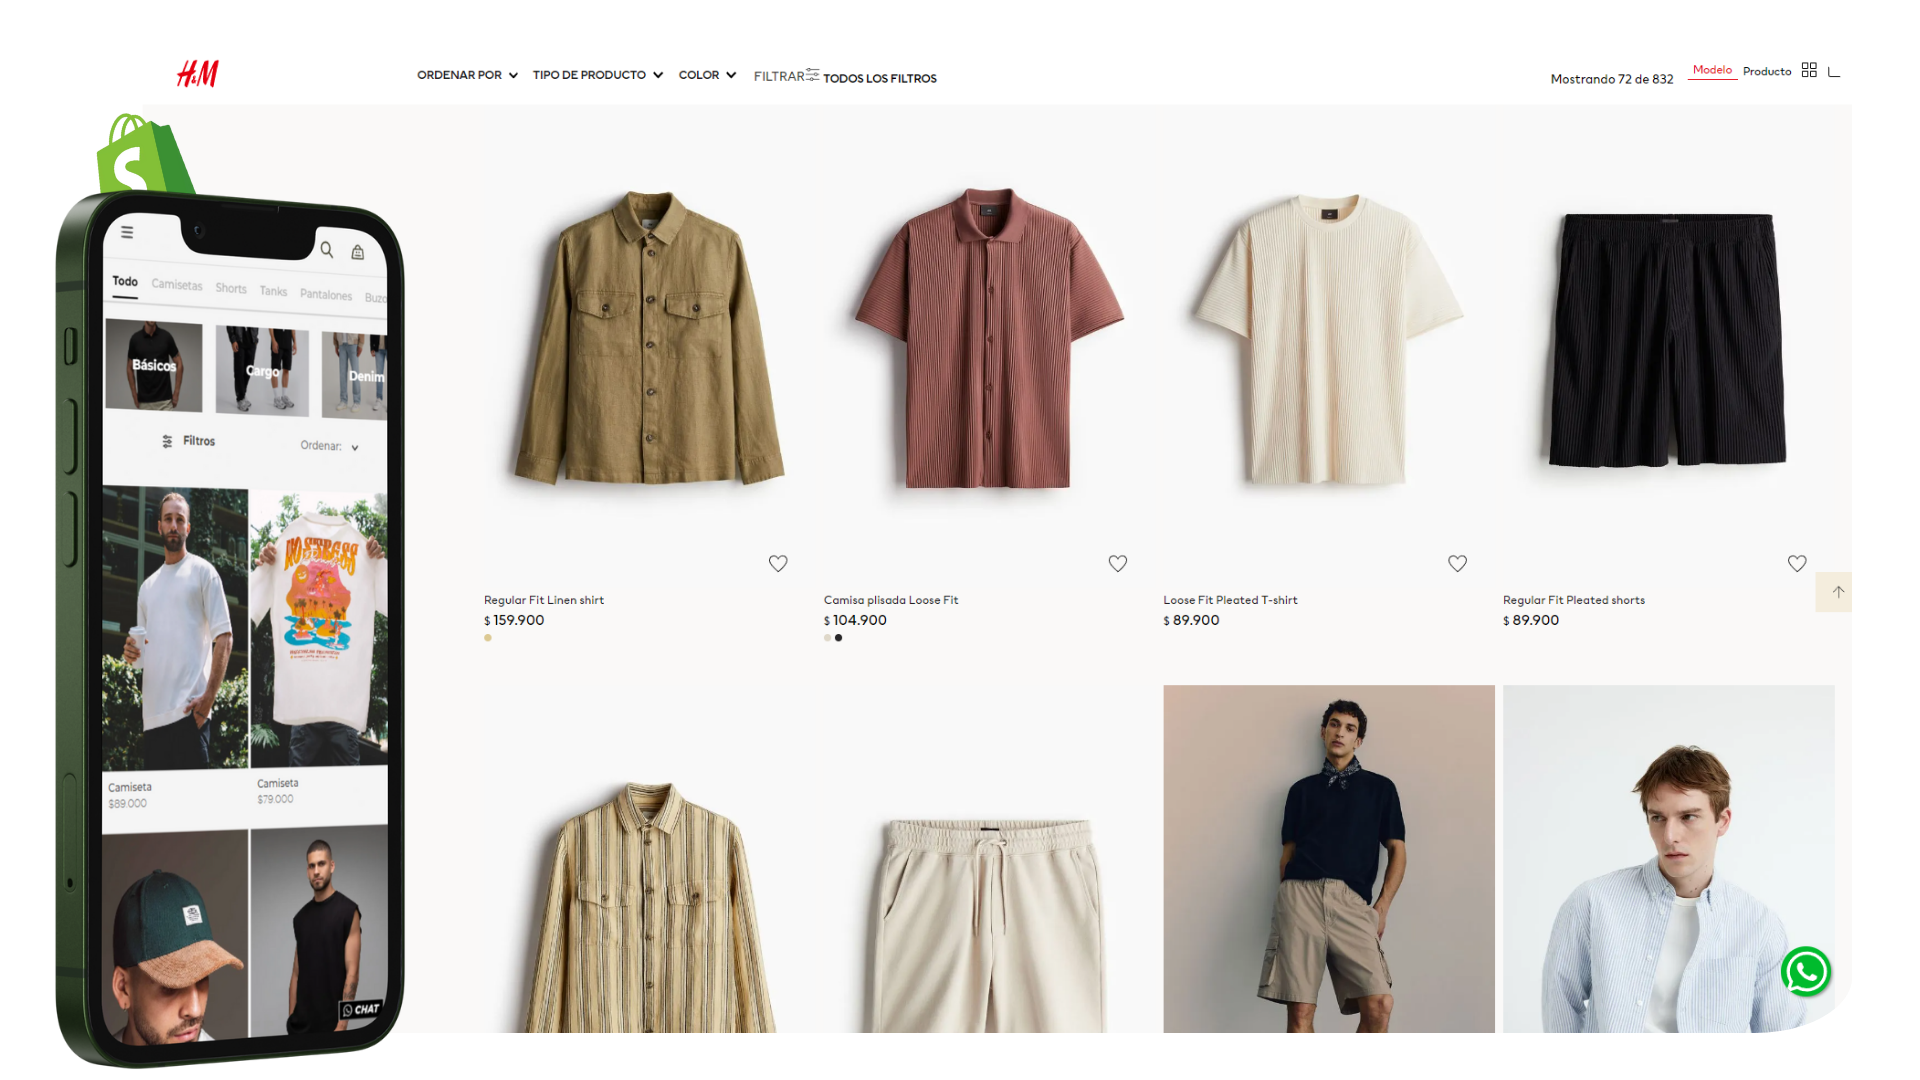 H&M
ORDENAR POR
TIPO DE PRODUCTO
COLOR
FILTRAR
TODOS LOS FILTROS
Mostrando 72 de 832
Modelo
Producto
S
Todo
Camisetas
Shorts
Tanks
Pantalones
Buzo
Básicos
Cargo
Denim
Filtros
Ordenar:
NO STRESS
Camiseta
$89.000
Camiseta
$79.000
CHAT
Regular Fit Linen shirt
$ 159.900
Camisa plisada Loose Fit
$ 104.900
Loose Fit Pleated T-shirt
$ 89.900
Regular Fit Pleated shorts
$ 89.900